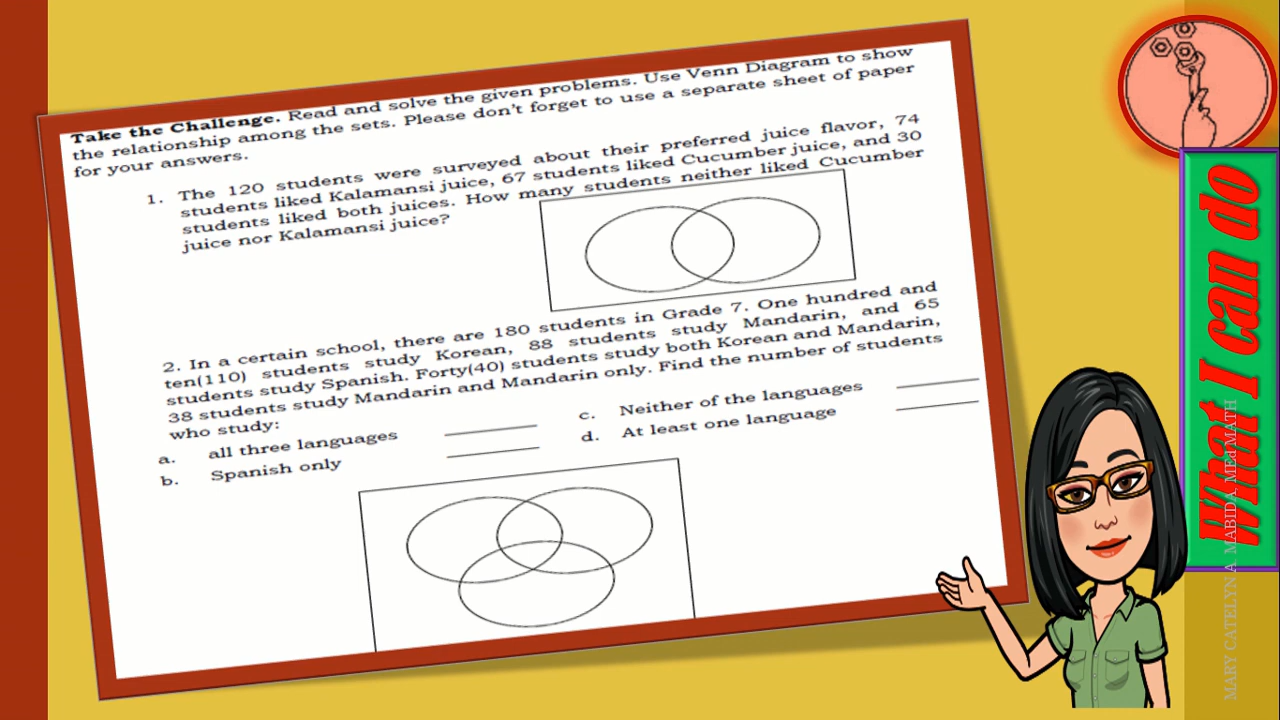 Take the Challenge. Read and solve the given problems. Use Venn Diagram to show
the relationship among the sets. Please don't forget to use a separate sheet of paper
for your answers.
1. The 120 students were surveyed about their preferred juice flavor, 74
students liked Kalamansi juice, 67 students liked Cucumber juice, and 30
students liked both juices. How many students neither liked Cucumber
juice nor Kalamansi juice?
2. In a certain school, there are 180 students in Grade 7. One hundred and
ten(110) students study Korean, 88 students study Mandarin, and 65
students study Spanish. Forty(40) students study both Korean and Mandarin,
38 students study Mandarin and Mandarin only. Find the number of students
who study:
a. all three languages
b. Spanish only
c. Neither of the languages
d. At least one language
What I can do
MARY CATELYN A. MABIDA, MEdMATH